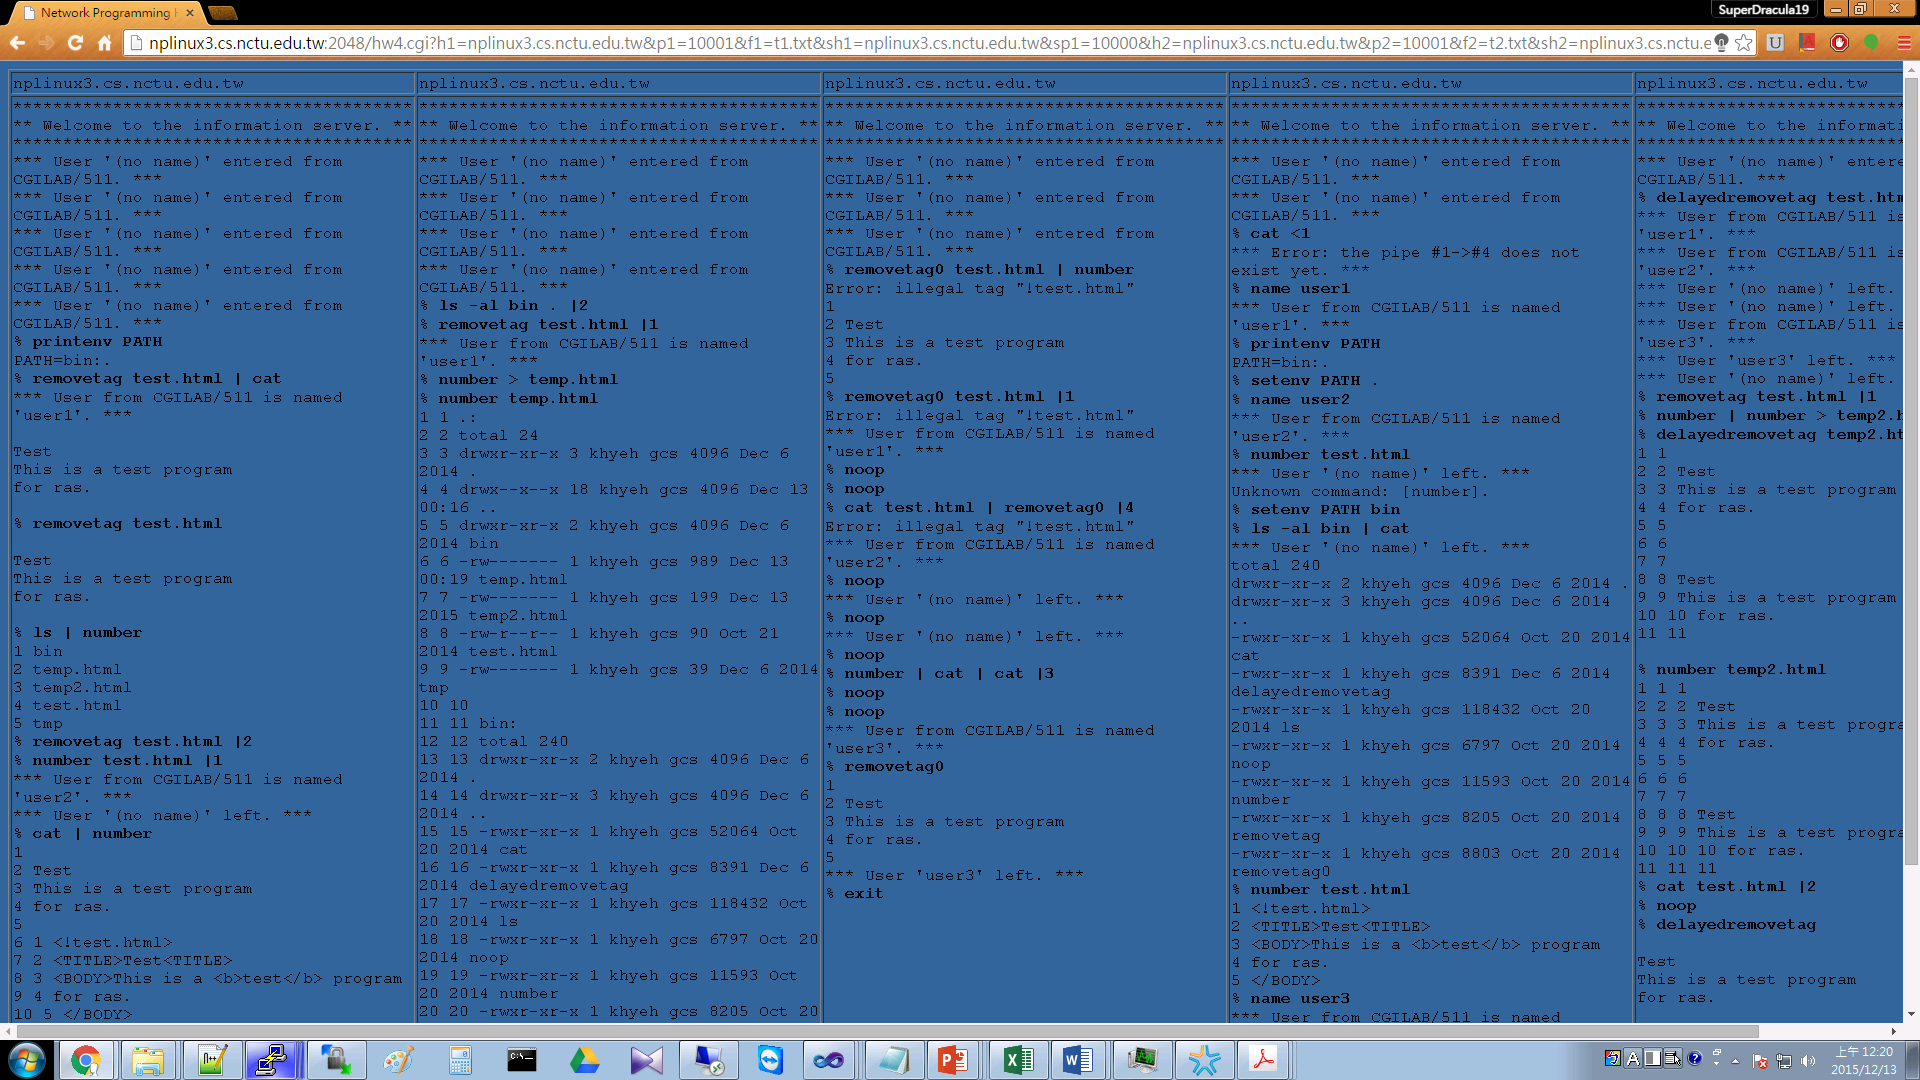 SuperDracula19
Network Programming
nplinux3.cs.nctu.edu.tw:2048/hw4.cgi?h1=nplinux3.cs.nctu.edu.tw&p1=10001&f1=t1.txt&sh1=nplinux3.cs.nctu.edu.tw&sp1=10000&h2=nplinux3.cs.nctu.edu.tw&p2=10001&f2=t2.txt&sh2=nplinux3.cs.nctu.edu.tw&s
nplinux3.cs.nctu.edu.tw
****************************************
** Welcome to the information server. **
****************************************
*** User '(no name)' entered from
CGILAB/511. ***
*** User '(no name)' entered from
CGILAB/511. ***
*** User '(no name)' entered from
CGILAB/511. ***
*** User '(no name)' entered from
CGILAB/511. ***
*** User '(no name)' entered from
CGILAB/511. ***
% printenv PATH
PATH=bin:.
% removetag test.html | cat
*** User from CGILAB/511 is named
'user1'. ***
Test
This is a test program
for ras.
% removetag test.html
Test
This is a test program
for ras.
% ls | number
1 bin
2 temp.html
3 temp2.html
4 test.html
5 tmp
% removetag test.html |2
% number test.html |1
*** User from CGILAB/511 is named
'user2'. ***
*** User '(no name)' left. ***
% cat | number
1
2 Test
3 This is a test program
4 for ras.
5
6 1 <!test.html>
7 2 <TITLE>Test<TITLE>
8 3 <BODY>This is a <b>test</b> program
9 4 for ras.
10 5 </BODY>
nplinux3.cs.nctu.edu.tw
****************************************
** Welcome to the information server. **
****************************************
*** User '(no name)' entered from
CGILAB/511. ***
*** User '(no name)' entered from
CGILAB/511. ***
*** User '(no name)' entered from
CGILAB/511. ***
*** User '(no name)' entered from
CGILAB/511. ***
% ls -al bin . |2
% removetag test.html |1
*** User from CGILAB/511 is named
'user1'. ***
% number > temp.html
% number temp.html
1 1 .:
2 2 total 24
3 3 drwxr-xr-x 3 khyeh gcs 4096 Dec 6
2014 .
4 4 drwx--x--x 18 khyeh gcs 4096 Dec 13
00:16 ..
5 5 drwxr-xr-x 2 khyeh gcs 4096 Dec 6
2014 bin
6 6 -rw------- 1 khyeh gcs 989 Dec 13
00:19 temp.html
7 7 -rw------- 1 khyeh gcs 199 Dec 13
2015 temp2.html
8 8 -rw-r--r-- 1 khyeh gcs 90 Oct 21
2014 test.html
9 9 -rw------- 1 khyeh gcs 39 Dec 6 2014
tmp
10 10
11 11 bin:
12 12 total 240
13 13 drwxr-xr-x 2 khyeh gcs 4096 Dec 6
2014 .
14 14 drwxr-xr-x 3 khyeh gcs 4096 Dec 6
2014 ..
15 15 -rwxr-xr-x 1 khyeh gcs 52064 Oct
20 2014 cat
16 16 -rwxr-xr-x 1 khyeh gcs 8391 Dec 6
2014 delayedremovetag
17 17 -rwxr-xr-x 1 khyeh gcs 118432 Oct
20 2014 ls
18 18 -rwxr-xr-x 1 khyeh gcs 6797 Oct 20
2014 noop
19 19 -rwxr-xr-x 1 khyeh gcs 11593 Oct
20 2014 number
20 20 -rwxr-xr-x 1 khyeh gcs 8205 Oct 20
nplinux3.cs.nctu.edu.tw
****************************************
** Welcome to the information server. **
****************************************
*** User '(no name)' entered from
CGILAB/511. ***
*** User '(no name)' entered from
CGILAB/511. ***
*** User '(no name)' entered from
CGILAB/511. ***
% removetag0 test.html | number
Error: illegal tag "!test.html"
1
2 Test
3 This is a test program
4 for ras.
5
% removetag0 test.html |1
Error: illegal tag "!test.html"
*** User from CGILAB/511 is named
'user1'. ***
% noop
% noop
% cat test.html | removetag0 |4
Error: illegal tag "!test.html"
*** User from CGILAB/511 is named
'user2'. ***
% noop
*** User '(no name)' left. ***
% noop
*** User '(no name)' left. ***
% noop
% number | cat | cat |3
% noop
% noop
*** User from CGILAB/511 is named
'user3'. ***
% removetag0
1
2 Test
3 This is a test program
4 for ras.
5
*** User 'user3' left. ***
% exit
nplinux3.cs.nctu.edu.tw
****************************************
** Welcome to the information server. **
****************************************
*** User '(no name)' entered from
CGILAB/511. ***
*** User '(no name)' entered from
CGILAB/511. ***
% cat <1
*** Error: the pipe #1->#4 does not
exist yet. ***
% name user1
*** User from CGILAB/511 is named
'user1'. ***
% printenv PATH
PATH=bin:.
% setenv PATH .
% name user2
*** User from CGILAB/511 is named
'user2'. ***
% number test.html
*** User '(no name)' left. ***
Unknown command: [number].
% setenv PATH bin
% ls -al bin | cat
*** User '(no name)' left. ***
total 240
drwxr-xr-x 2 khyeh gcs 4096 Dec 6 2014 .
drwxr-xr-x 3 khyeh gcs 4096 Dec 6 2014
..
-rwxr-xr-x 1 khyeh gcs 52064 Oct 20 2014
cat
-rwxr-xr-x 1 khyeh gcs 8391 Dec 6 2014
delayedremovetag
-rwxr-xr-x 1 khyeh gcs 118432 Oct 20
2014 ls
-rwxr-xr-x 1 khyeh gcs 6797 Oct 20 2014
noop
-rwxr-xr-x 1 khyeh gcs 11593 Oct 20 2014
number
-rwxr-xr-x 1 khyeh gcs 8205 Oct 20 2014
removetag
-rwxr-xr-x 1 khyeh gcs 8803 Oct 20 2014
removetag0
% number test.html
1 <!test.html>
2 <TITLE>Test<TITLE>
3 <BODY>This is a <b>test</b> program
4 for ras.
5 </BODY>
% name user3
*** User from CGILAB/511 is named
nplinux3.cs.nctu.edu.tw
***************************
** Welcome to the informati
***************************
*** User '(no name)' entere
CGILAB/511. ***
% delayedremovetag test.htm
*** User from CGILAB/511 is
'user1'. ***
*** User from CGILAB/511 is
'user2'. ***
*** User '(no name)' left.
*** User '(no name)' left.
*** User from CGILAB/511 is
'user3'. ***
*** User 'user3' left. ***
*** User '(no name)' left.
% removetag test.html |1
% number | number > temp2.h
% delayedremovetag temp2.ht
1 1
2 2 Test
3 3 This is a test program
4 4 for ras.
5 5
6 6
7 7
8 8 Test
9 9 This is a test program
10 10 for ras.
11 11
% number temp2.html
1 1 1
2 2 2 Test
3 3 3 This is a test progra
4 4 4 for ras.
5 5 5
6 6 6
7 7 7
8 8 8 Test
9 9 9 This is a test progra
10 10 10 for ras.
11 11 11
% cat test.html |2
% noop
% delayedremovetag
Test
This is a test program
for ras.
上午 12:20
2015/12/13